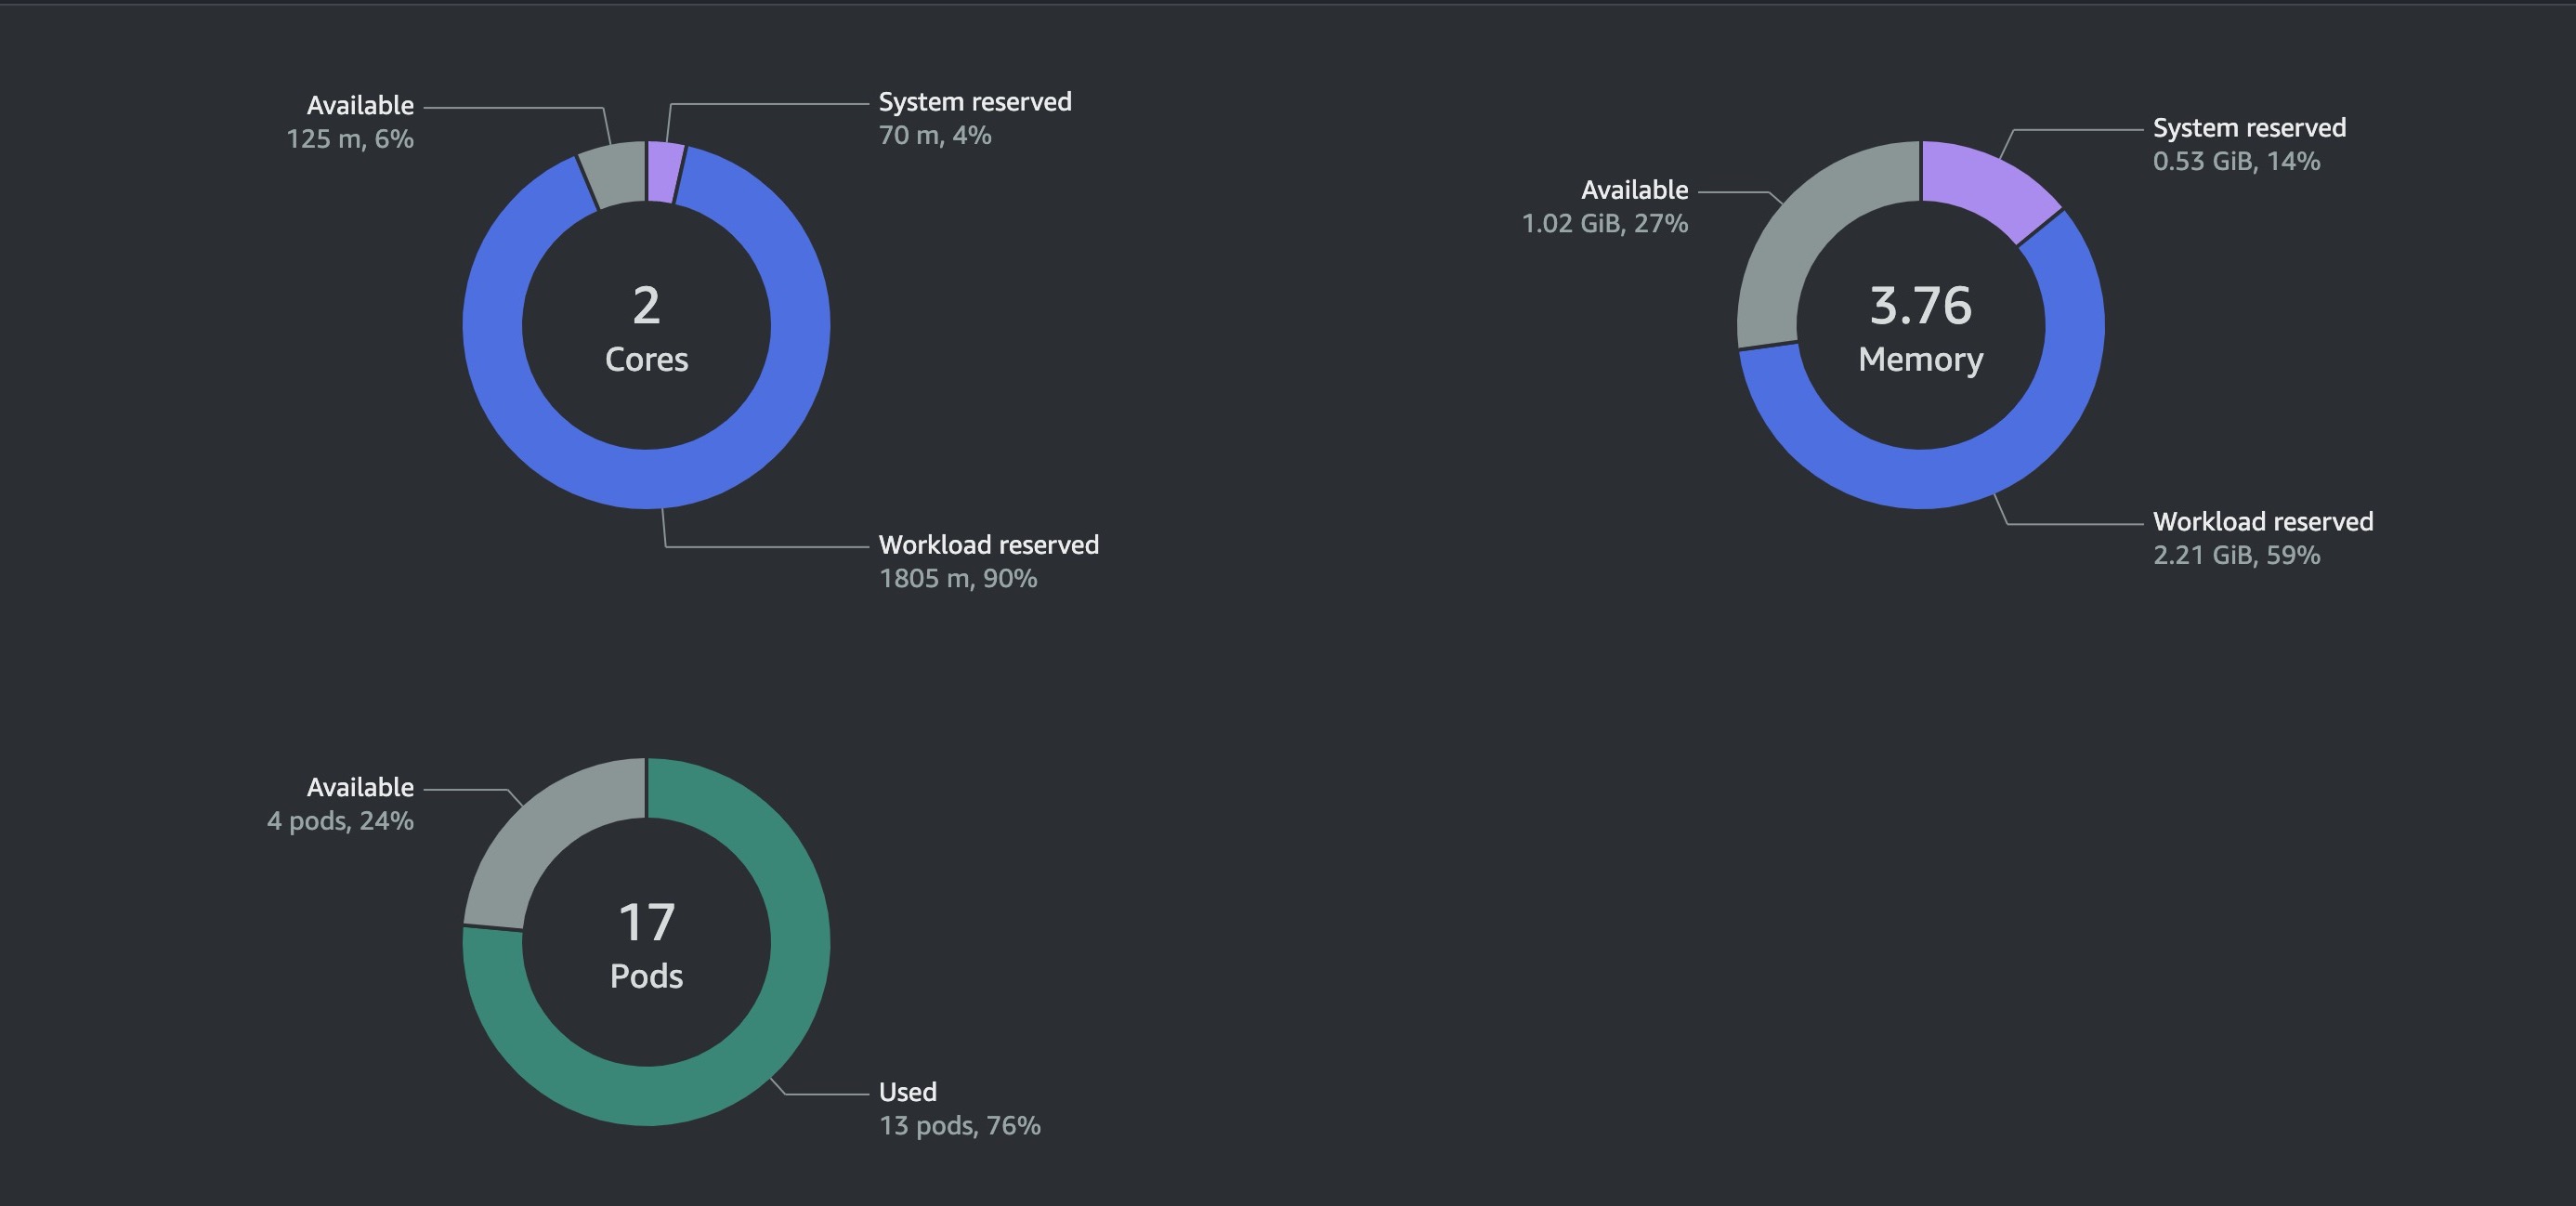 Available
125 m, 6%
System reserved
70 m, 4%
2
Cores
Workload reserved
1805 m, 90%
System reserved
0.53 GiB, 14%
Available
1.02 GiB, 27%
3.76
Memory
Workload reserved
2.21 GiB, 59%
Available
4 pods, 24%
17
Pods
Used
13 pods, 76%